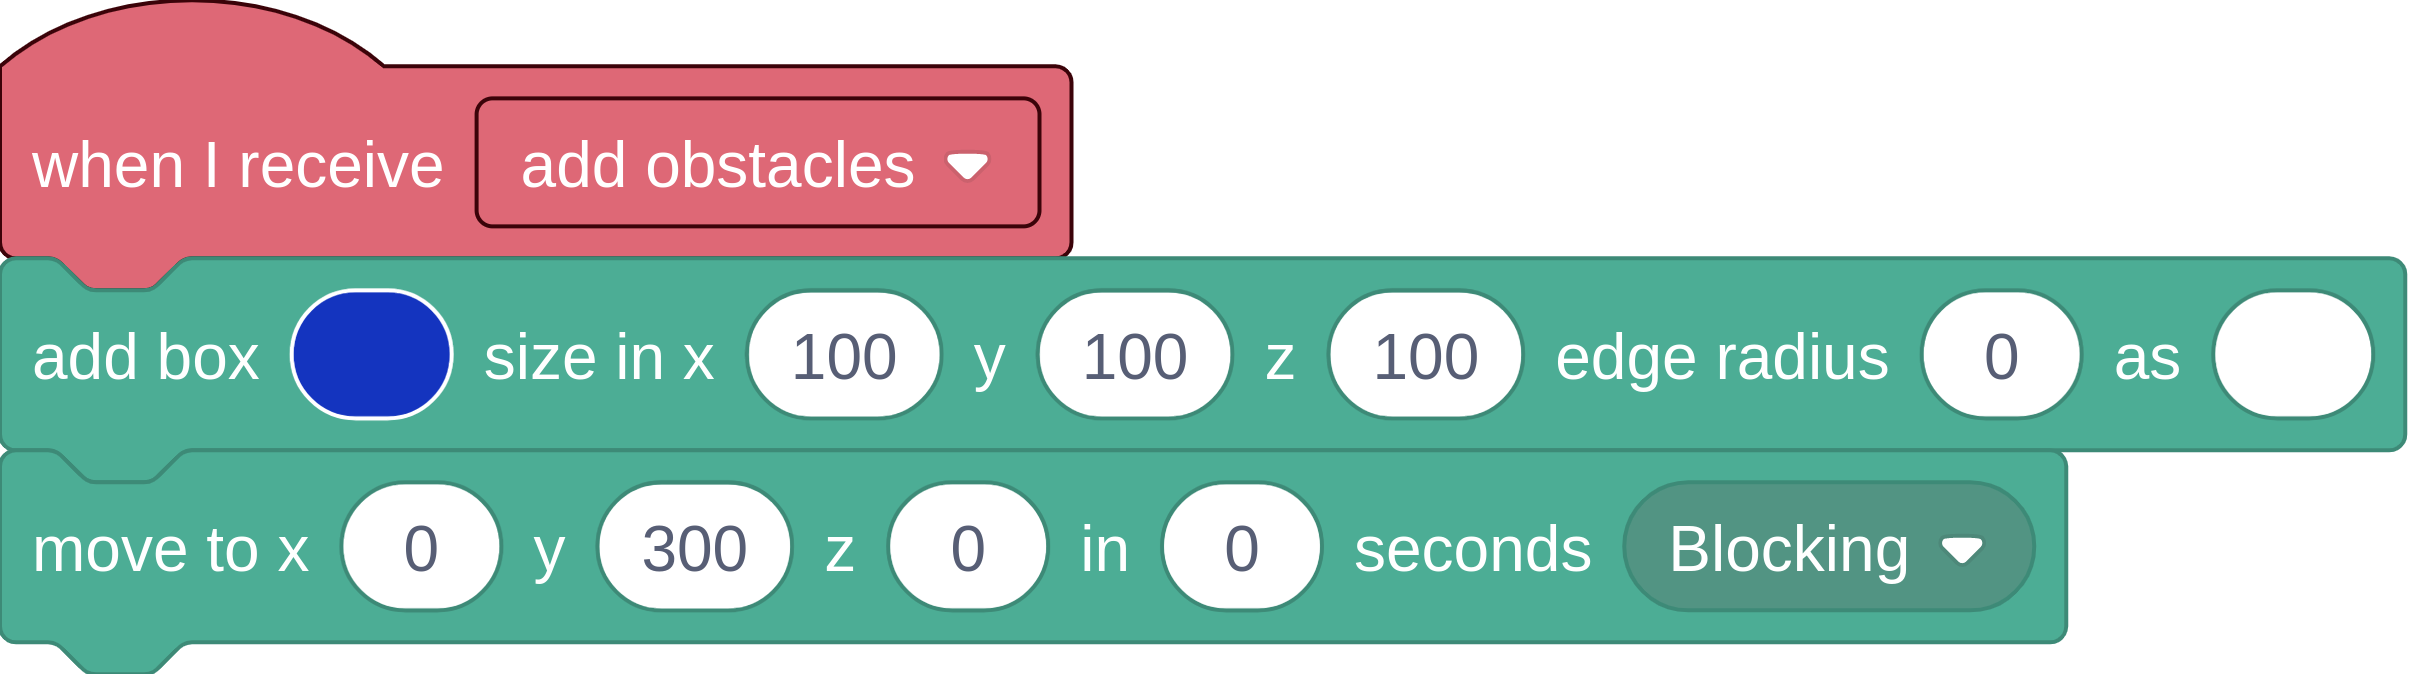 when I receive add obstacles
add box size in x 100 y 100 z 100 edge radius 0 as
move to x 0 y 300 z 0 in 0 seconds Blocking